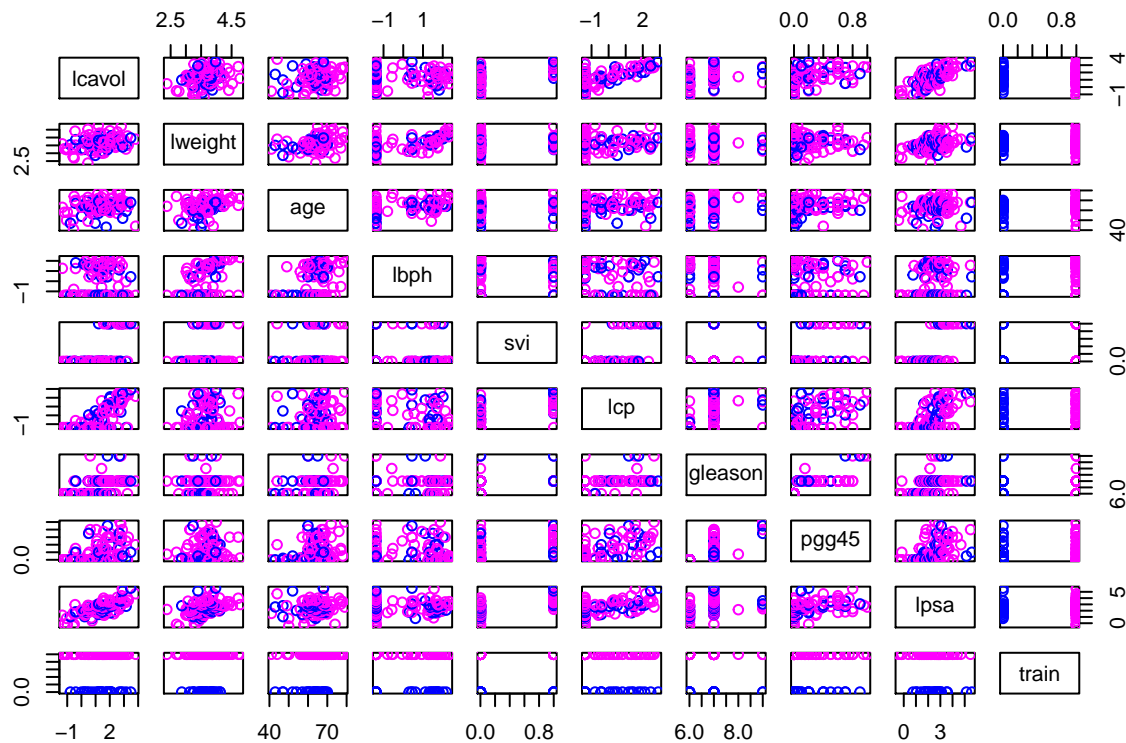 2.5 4.5 −1 1 −1 2 0.0 0.8 0.0 0.8
lcavol −1 4
2.5 lweight
age 40
−1 lbph
svi 0.0
−1 lcp
gleason 6.0
0.0 pgg45
lpsa 0 5
0.0 train
−1 2 40 70 0.0 0.8 6.0 8.0 0 3